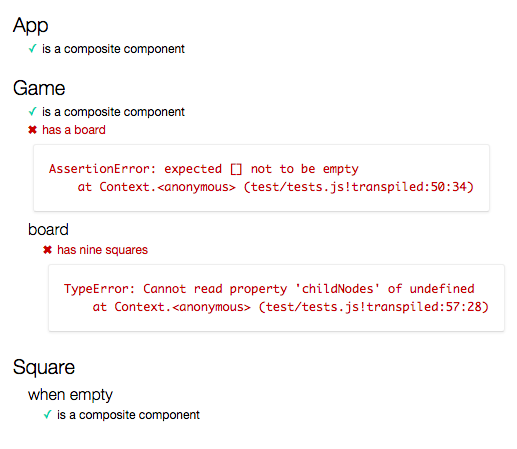 App
✓ is a composite component
Game
✓ is a composite component
✖ has a board
AssertionError: expected [] not to be empty
at Context.<anonymous> (test/tests.js!transpiled:50:34)
board
✖ has nine squares
TypeError: Cannot read property 'childNodes' of undefined
at Context.<anonymous> (test/tests.js!transpiled:57:28)
Square
when empty
✓ is a composite component